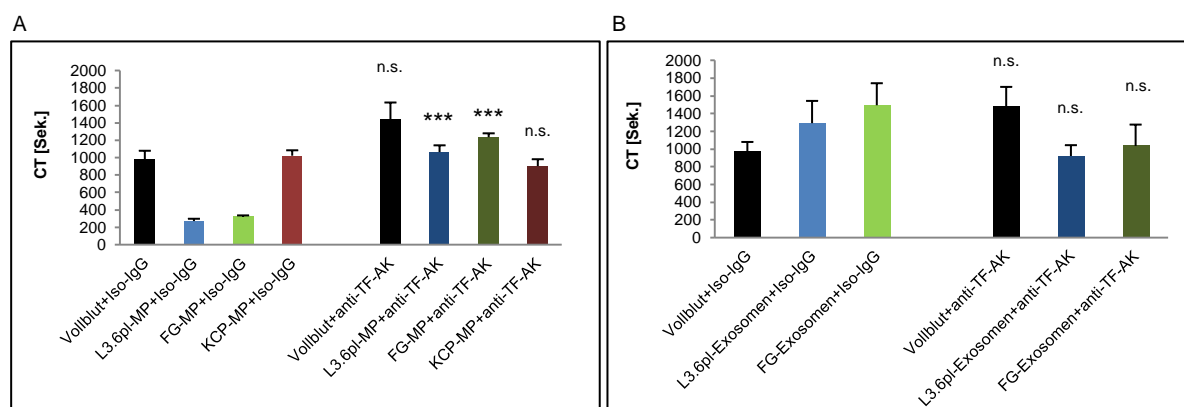 A
CT [Sek.]
2000
1800
1600
1400
1200
1000
800
600
400
200
0
n.s.
***
***
n.s.
Vollblut+Iso-IgG
L3.6pl-MP+Iso-IgG
FG-MP+Iso-IgG
KCP-MP+Iso-IgG
Vollblut+anti-TF-AK
L3.6pl-MP+anti-TF-AK
FG-MP+anti-TF-AK
KCP-MP+anti-TF-AK
B
CT [Sek.]
2000
1800
1600
1400
1200
1000
800
600
400
200
0
n.s.
n.s.
n.s.
Vollblut+Iso-IgG
L3.6pl-Exosomen+Iso-IgG
FG-Exosomen+Iso-IgG
Vollblut+anti-TF-AK
L3.6pl-Exosomen+anti-TF-AK
FG-Exosomen+anti-TF-AK